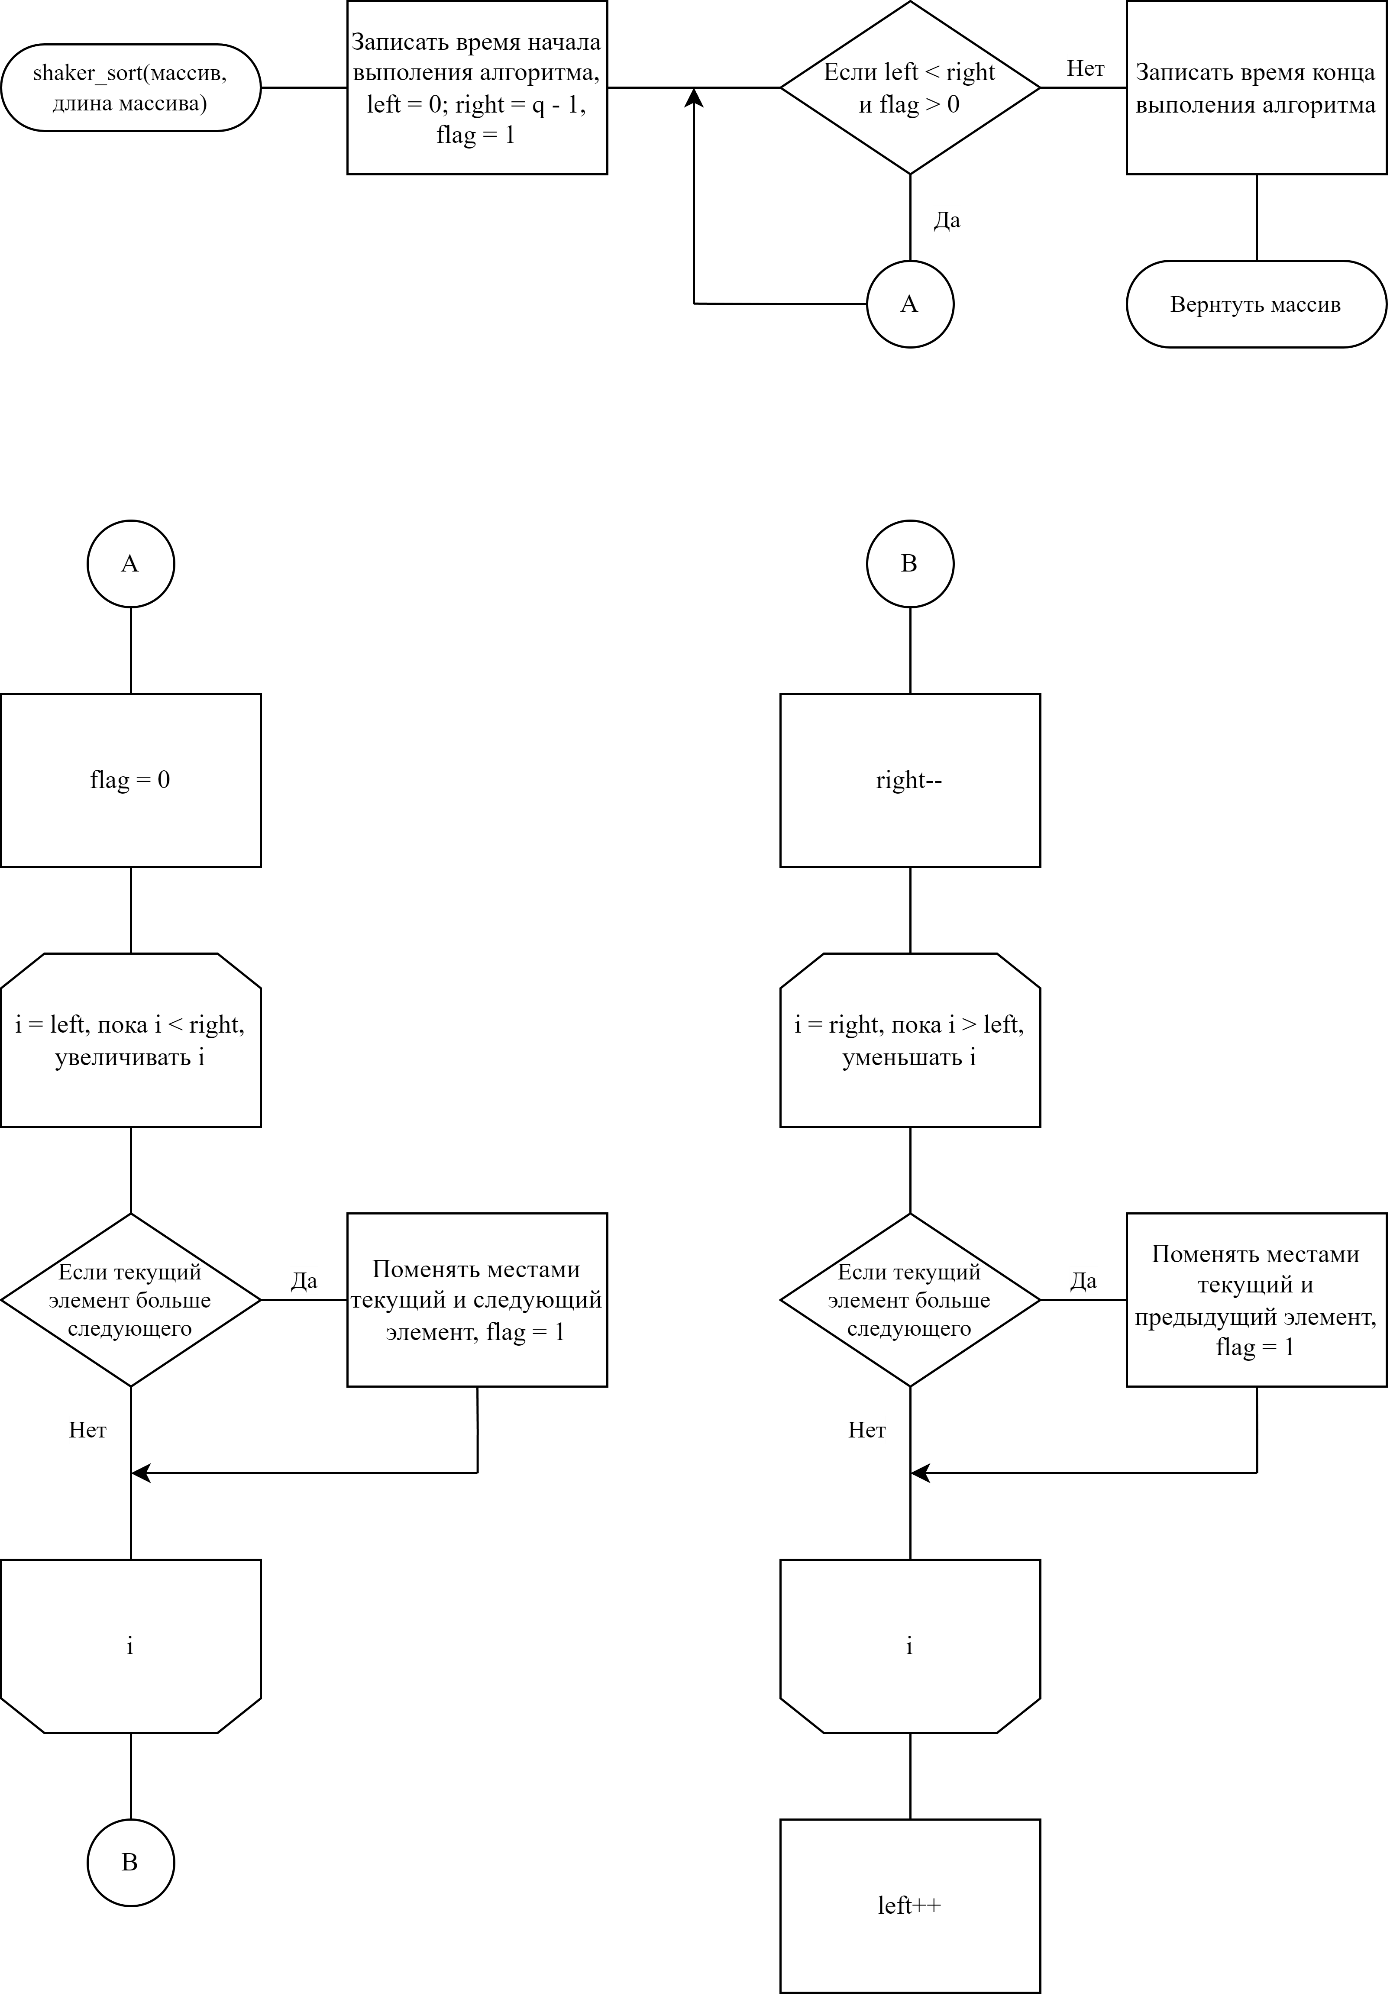 shaker_sort(массив,
длина массива)
Записать время начала
выполения алгоритма,
left = 0; right = q - 1,
flag = 1
Если left < right
и flag > 0
Нет
Записать время конца
выполения алгоритма
Да
A
Вернтуть массив
A
B
flag = 0
right--
i = left, пока i < right,
увеличивать i
i = right, пока i > left,
уменьшать i
Если текущий
элемент больше
следующего
Да
Поменять местами
текущий и следующий
элемент, flag = 1
Нет
Если текущий
элемент больше
следующего
Да
Поменять местами
текущий и
предыдущий элемент,
flag = 1
Нет
i
i
B
left++